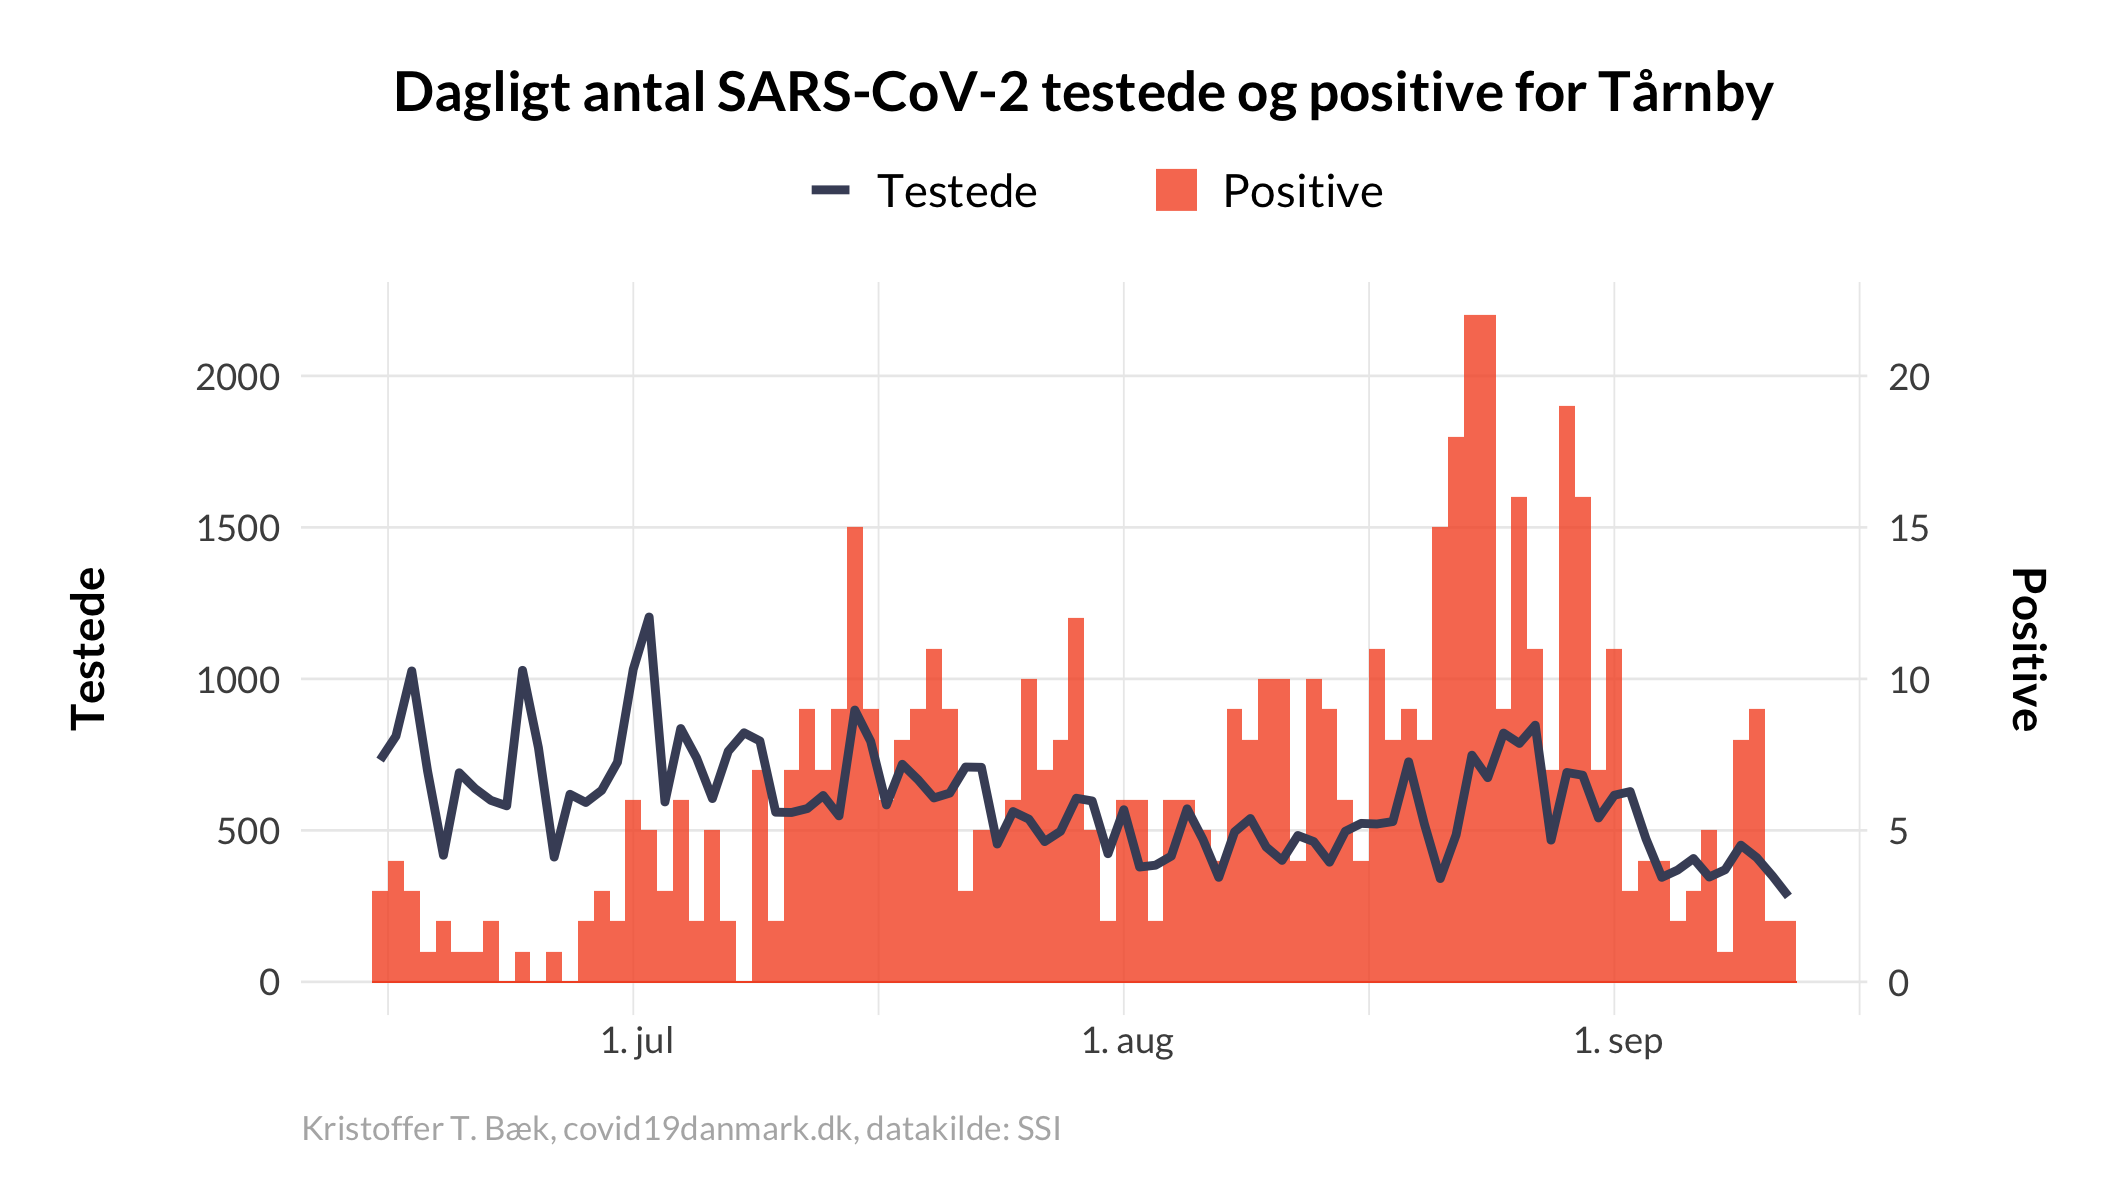 Dagligt antal SARS-CoV-2 testede og positive for Tårnby
Testede Positive
2000 20
1500 15
1000 10
500 5
0 0
Testede
Positive
1. jul 1. aug 1. sep
Kristoffer T. Bæk, covid19danmark.dk, datakilde: SSI